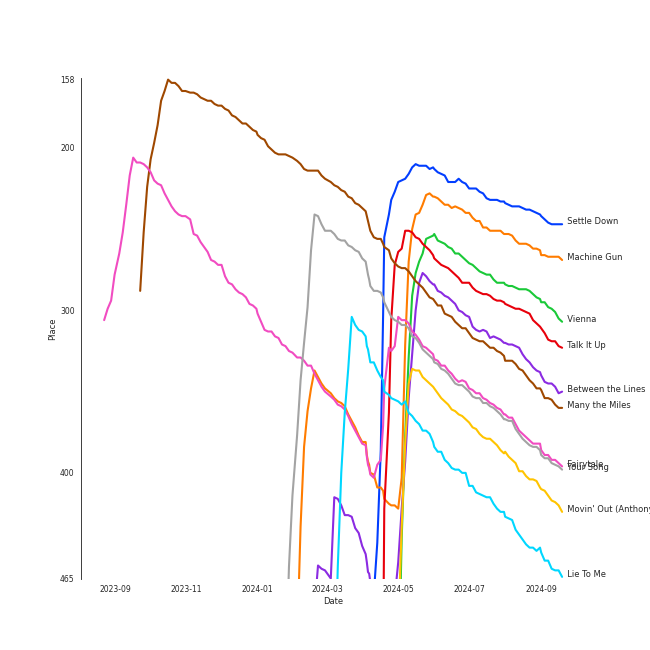 158
200
300
400
465
Place
2023-09
2023-11
2024-01
2024-03
2024-05
2024-07
2024-09
Date
Settle Down
Machine Gun
Vienna
Talk It Up
Between the Lines
Many the Miles
Fairytale
Your Song
Movin' Out (Anthony
Lie To Me